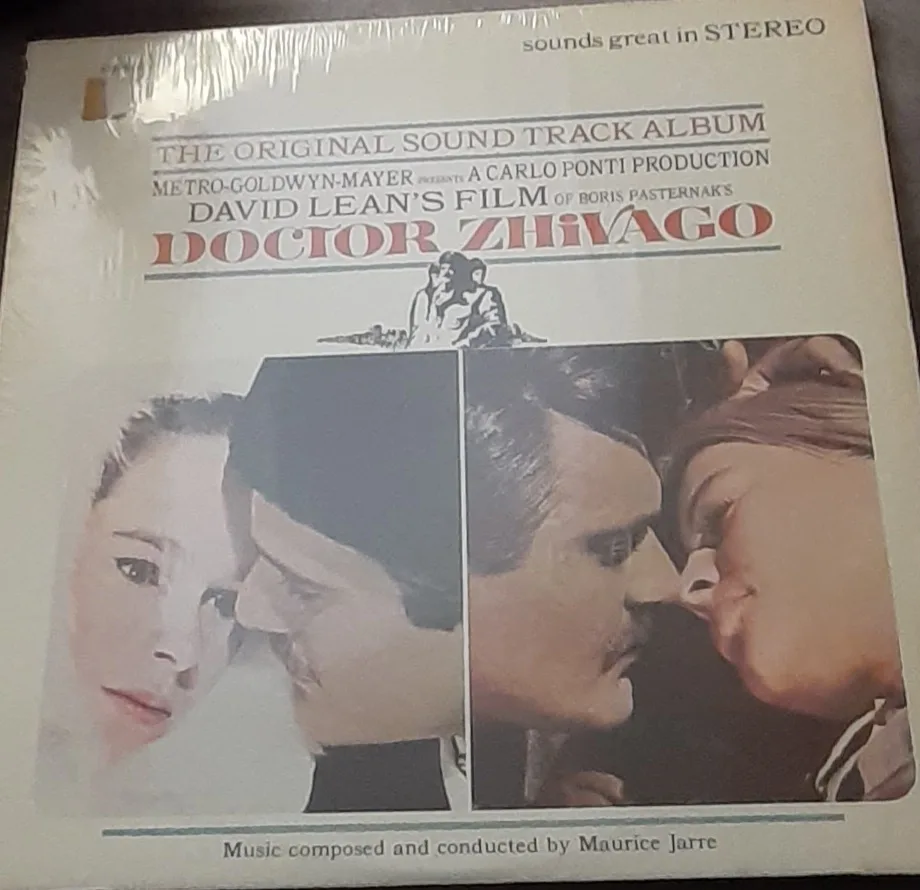 sounds great in STEREO
THE ORIGINAL SOUND TRACK ALBUM
METRO-GOLDWYN-MAYER PRESENTS A CARLO PONTI PRODUCTION
DAVID LEAN'S FILM OF BORIS PASTERNAK'S
DOCTOR ZHiVAGO
Music composed and conducted by Maurice Jarre